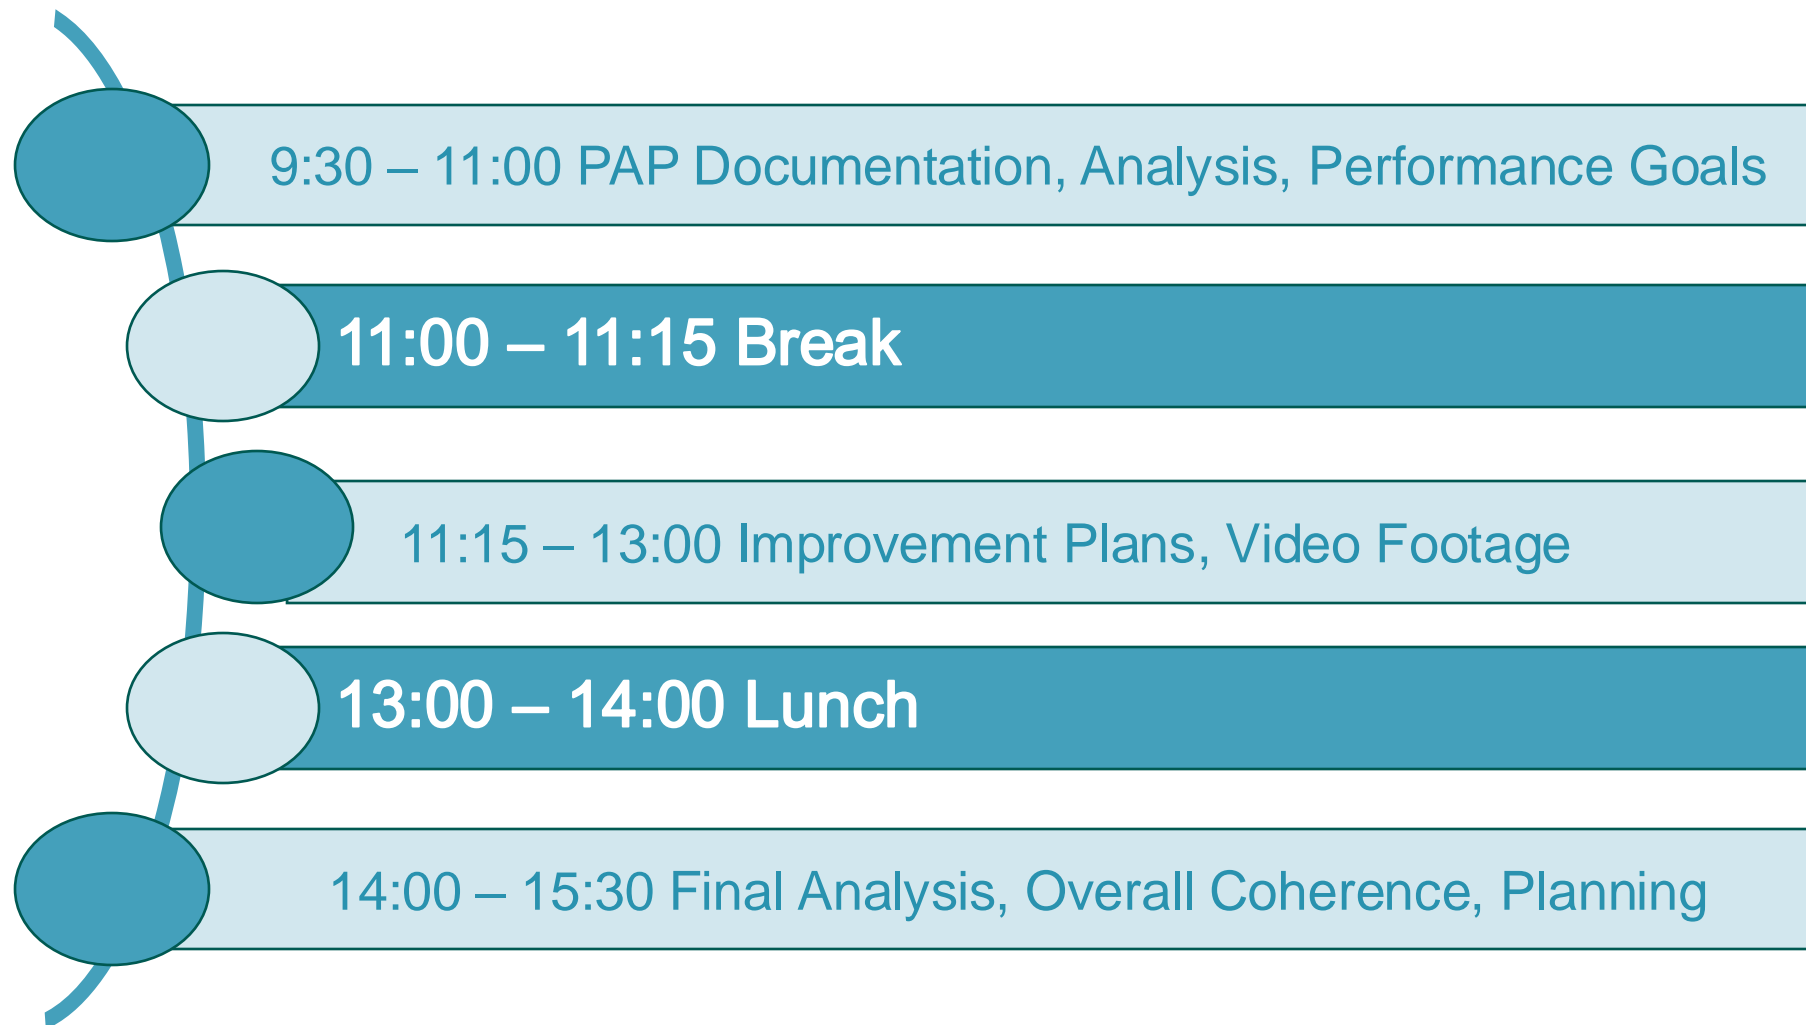 9:30 – 11:00 PAP Documentation, Analysis, Performance Goals
11:00 – 11:15 Break
11:15 – 13:00 Improvement Plans, Video Footage
13:00 – 14:00 Lunch
14:00 – 15:30 Final Analysis, Overall Coherence, Planning